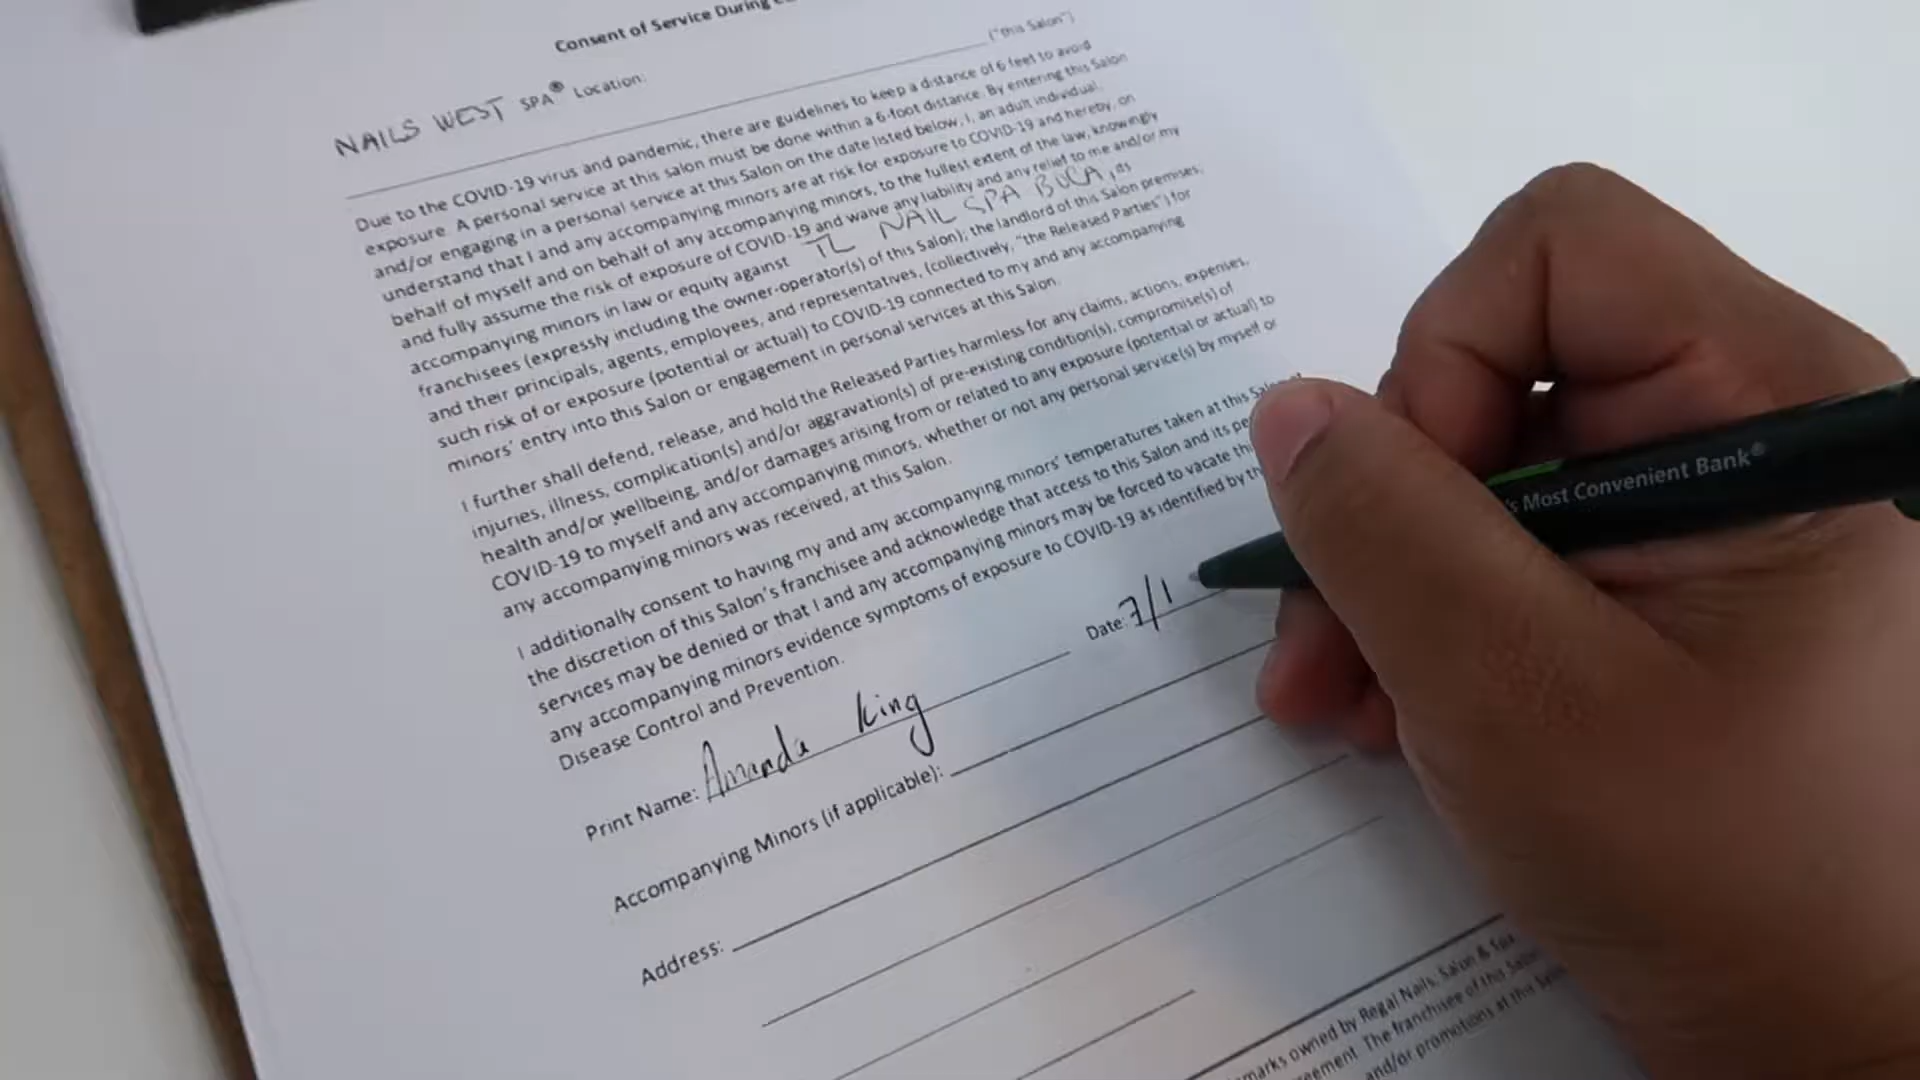 Consent of Service During
NAILS WEST SPA® Location: ("this Salon")
Due to the COVID-19 virus and pandemic, there are guidelines to keep a distance of 6 feet to avoid
exposure. A personal service at this salon must be done within a 6-foot distance. By entering this Salon
and/or engaging in a personal service at this Salon on the date listed below, I, an adult individual,
understand that I and any accompanying minors are at risk for exposure to COVID-19 and hereby, on
behalf of myself and on behalf of any accompanying minors, to the fullest extent of the law, knowingly
and fully assume the risk of exposure of COVID-19 and waive any liability and any relief to me and/or my
accompanying minors in law or equity against TL NAIL SPA BOCA, its
franchisees (expressly including the owner-operator(s) of this Salon); the landlord of this Salon premises;
and their principals, agents, employees, and representatives, (collectively, "the Released Parties") for
such risk of or exposure (potential or actual) to COVID-19 connected to my and any accompanying
minors' entry into this Salon or engagement in personal services at this Salon.
I further shall defend, release, and hold the Released Parties harmless for any claims, actions, expenses,
injuries, illness, complication(s) and/or aggravation(s) of pre-existing condition(s), compromise(s) of
health and/or wellbeing, and/or damages arising from or related to any exposure (potential or actual) to
COVID-19 to myself and any accompanying minors, whether or not any personal service(s) by myself or
any accompanying minors was received, at this Salon.
I additionally consent to having my and any accompanying minors' temperatures taken at this Salon at
the discretion of this Salon's franchisee and acknowledge that access to this Salon and its
services may be denied or that I and any accompanying minors may be forced to vacate
any accompanying minors evidence symptoms of exposure to COVID-19 as identified by
Disease Control and Prevention.
Print Name: Amanda King Date: 7/1
Accompanying Minors (if applicable):
Address:
owned by Regal Nails, Salon & Spa
The franchisee of this Salon
and/or promotions at this
's Most Convenient Bank®